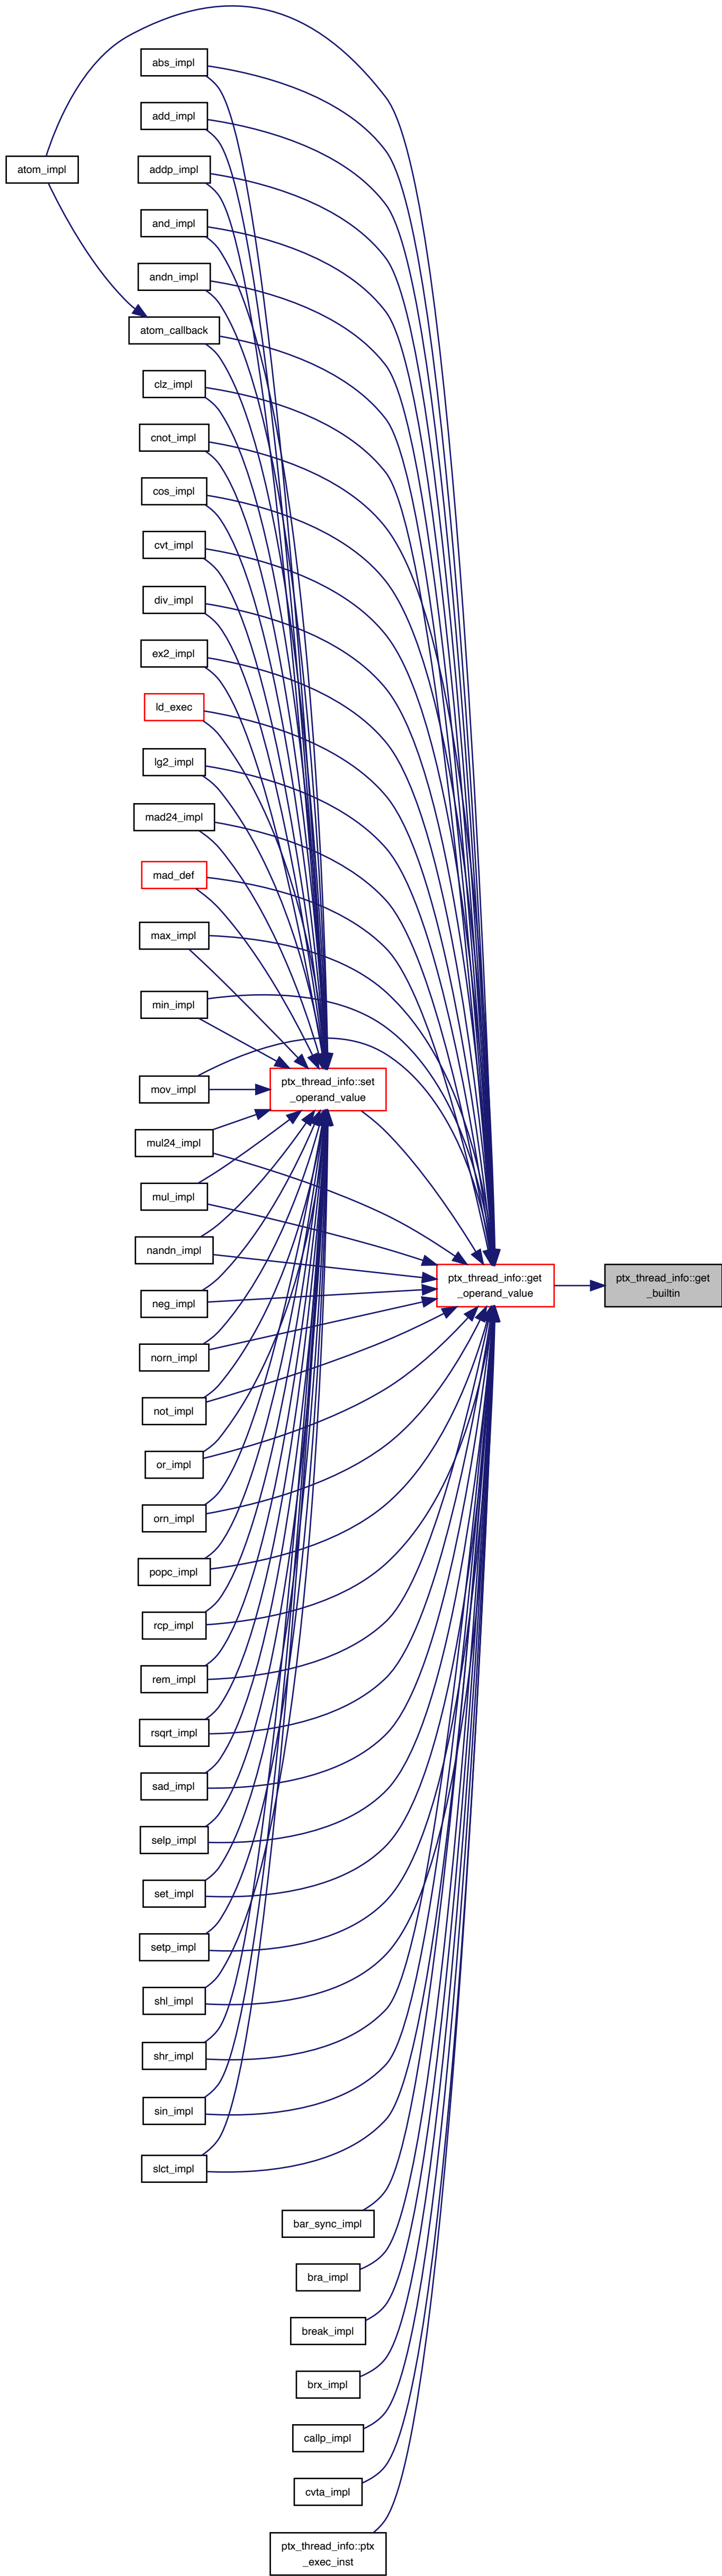 abs_impl
add_impl
atom_impl
addp_impl
and_impl
andn_impl
atom_callback
clz_impl
cnot_impl
cos_impl
cvt_impl
div_impl
ex2_impl
ld_exec
lg2_impl
mad24_impl
mad_def
max_impl
min_impl
mov_impl
ptx_thread_info::set
_operand_value
mul24_impl
mul_impl
nandn_impl
neg_impl
ptx_thread_info::get
_operand_value
ptx_thread_info::get
_builtin
norn_impl
not_impl
or_impl
orn_impl
popc_impl
rcp_impl
rem_impl
rsqrt_impl
sad_impl
selp_impl
set_impl
setp_impl
shl_impl
shr_impl
sin_impl
slct_impl
bar_sync_impl
bra_impl
break_impl
brx_impl
callp_impl
cvta_impl
ptx_thread_info::ptx
_exec_inst